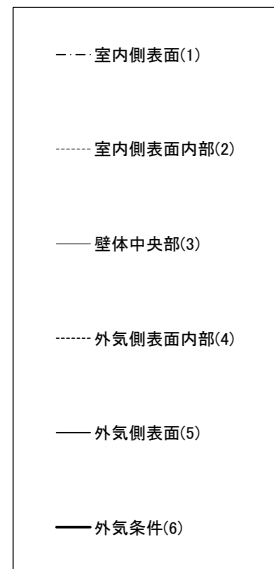 室内側表面(1)
室内側表面内部(2)
壁体中央部(3)
外気側表面内部(4)
外気側表面(5)
外気条件(6)